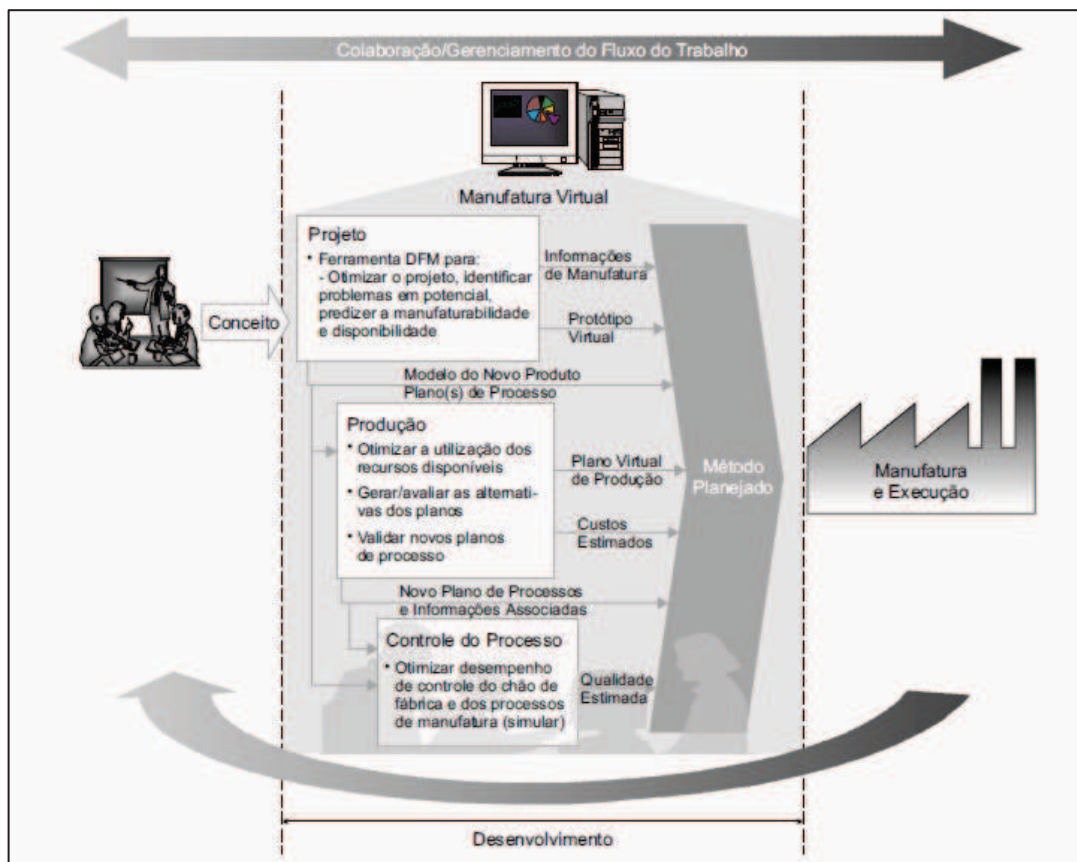 Colaboração/Gerenciamento do Fluxo do Trabalho
Manufatura Virtual
Conceito
Projeto
• Ferramenta DFM para:
- Otimizar o projeto, identificar
problemas em potencial,
predizer a manufaturabilidade
e disponibilidade
Informações
de Manufatura
Protótipo
Virtual
Modelo do Novo Produto
Plano(s) de Processo
Produção
• Otimizar a utilização dos
recursos disponíveis
• Gerar/avaliar as alternati-
vas dos planos
• Validar novos planos
de processo
Plano Virtual
de Produção
Custos
Estimados
Novo Plano de Processos
e Informações Associadas
Controle do Processo
• Otimizar desempenho
de controle do chão de
fábrica e dos processos
de manufatura (simular)
Qualidade
Estimada
Método
Planejado
Manufatura
e Execução
Desenvolvimento